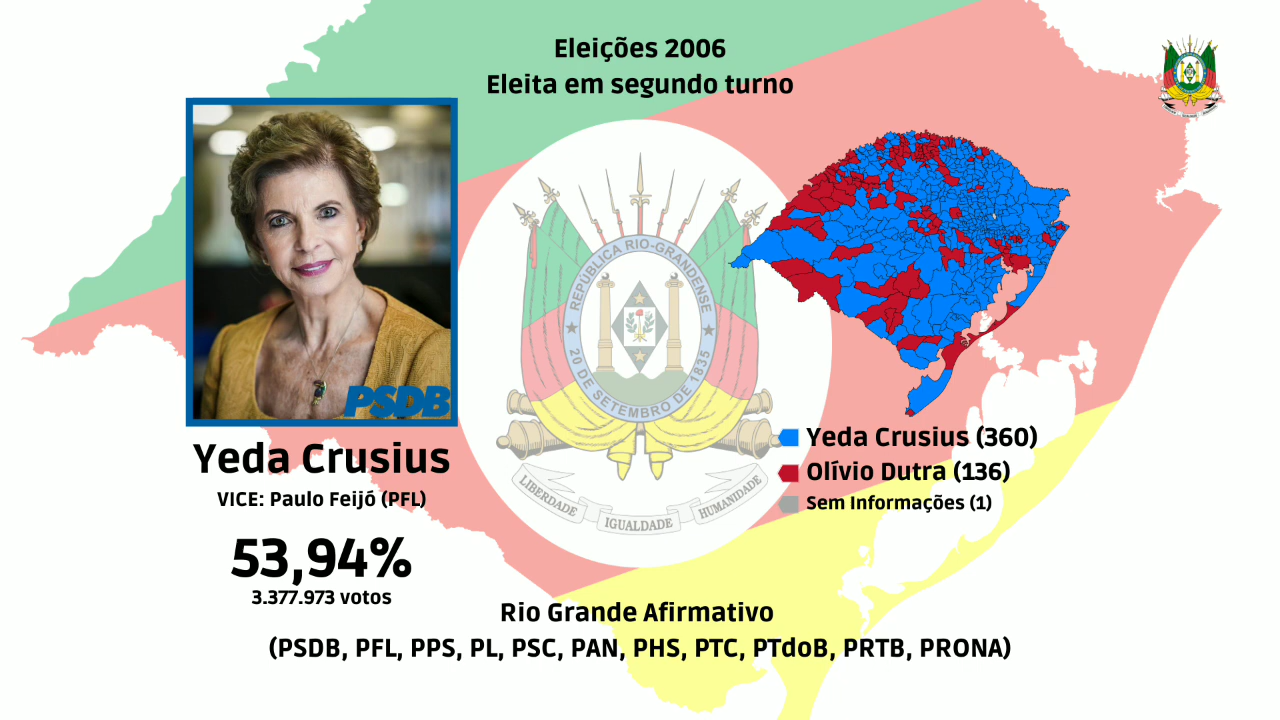 Eleições 2006
Eleita em segundo turno
PSDB
Yeda Crusius
VICE: Paulo Feijó (PFL)
53,94%
3.377.973 votos
REPÚBLICA RIO-GRANDENSE
20 DE SETEMBRO DE 1835
LIBERDADE
IGUALDADE
HUMANIDADE
Yeda Crusius (360)
Olívio Dutra (136)
Sem Informações (1)
Rio Grande Afirmativo
(PSDB, PFL, PPS, PL, PSC, PAN, PHS, PTC, PTdoB, PRTB, PRONA)